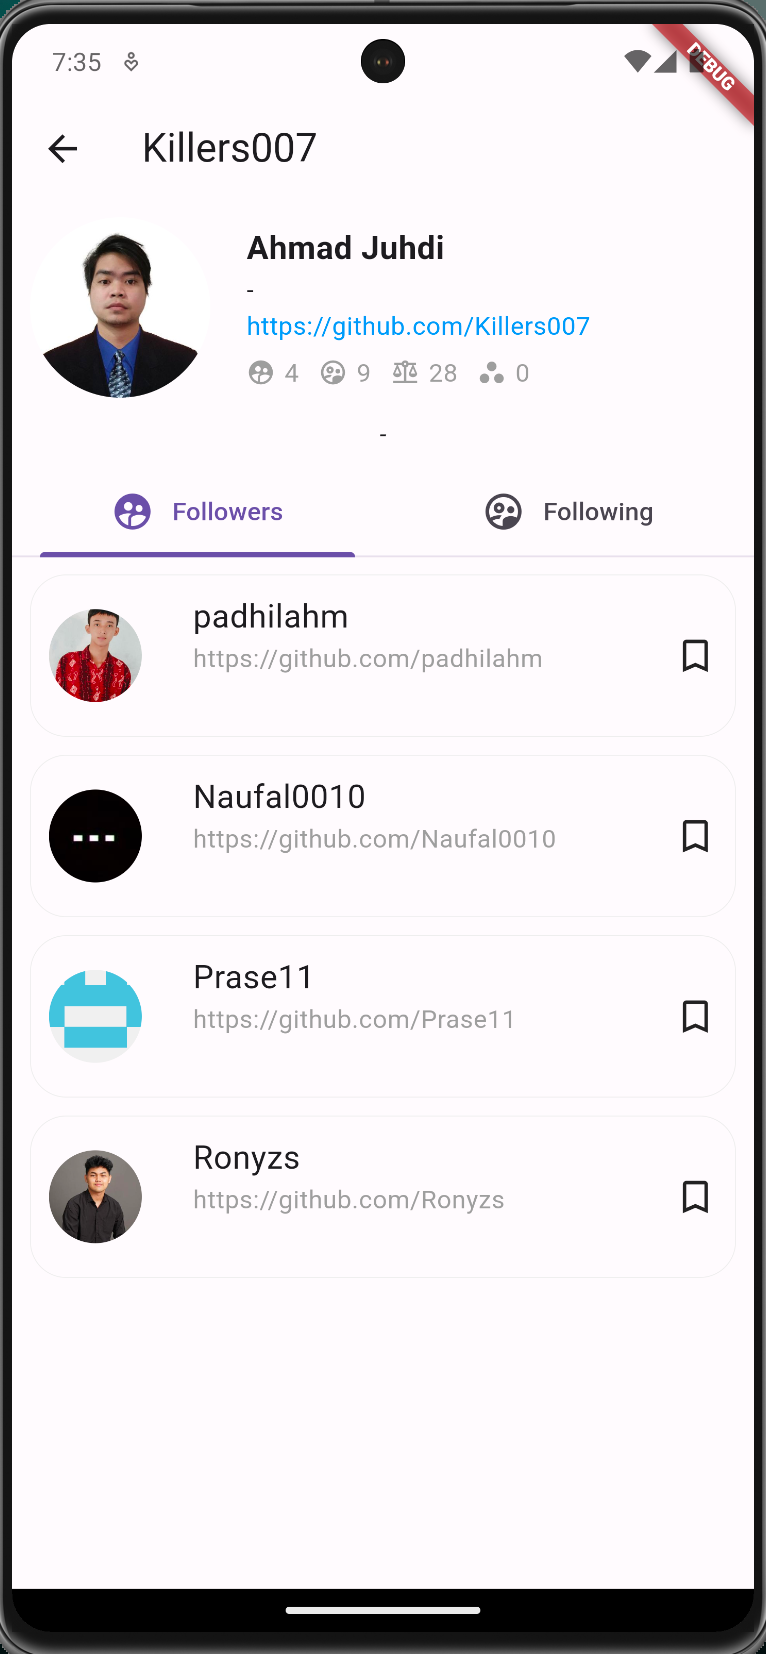 7:35
DEBUG
Killers007
Ahmad Juhdi
-
https://github.com/Killers007
4 9 28 0
-
Followers Following
padhilahm
https://github.com/padhilahm
Naufal0010
https://github.com/Naufal0010
Prase11
https://github.com/Prase11
Ronyzs
https://github.com/Ronyzs